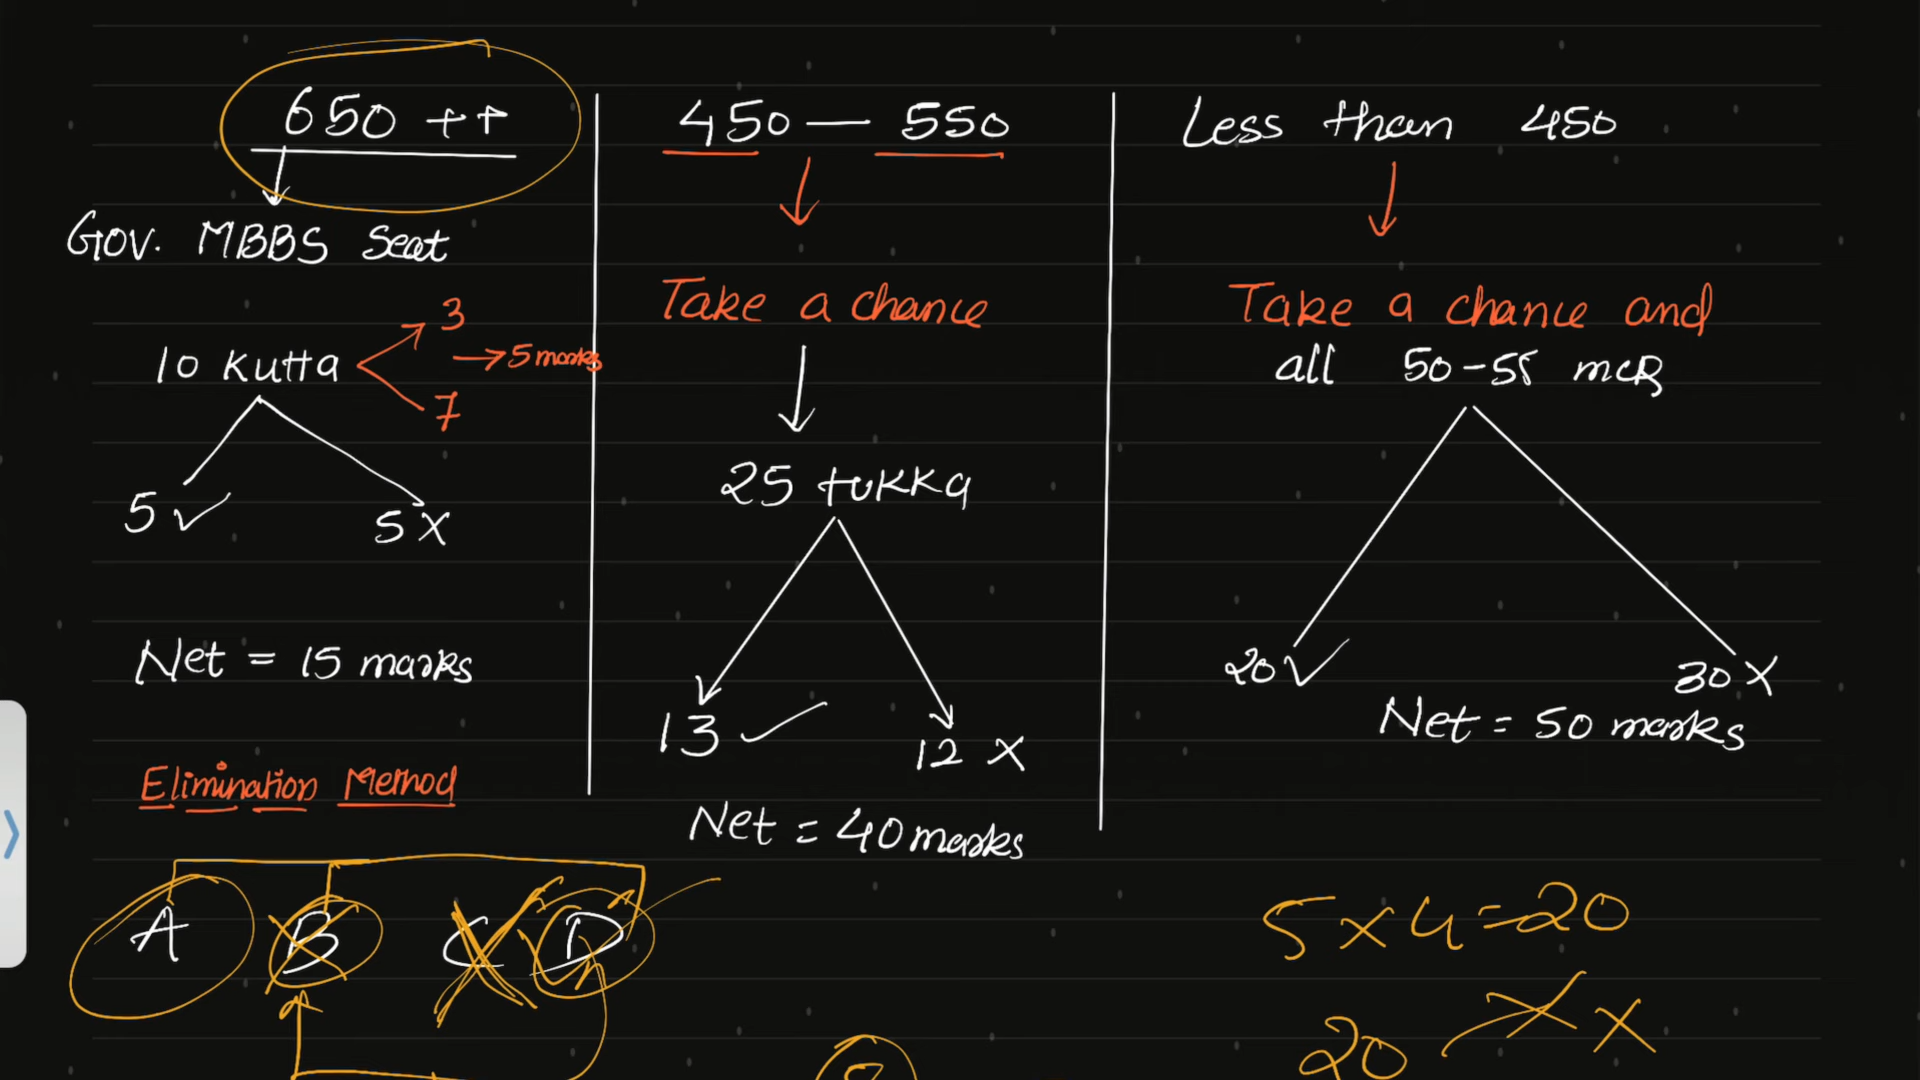 650 ++
Gov. MBBS Seat
10 Kutta
3
→ 5 marks
7
5 ✓
5 X
Net = 15 marks
Elimination Method
A B C D
450 — 550
Take a chance
25 tukka
13 ✓
12 X
Net = 40 marks
Less than 450
Take a chance and
all 50-55 mcq
20 ✓
30 X
Net = 50 marks
5 x 4 = 20
20